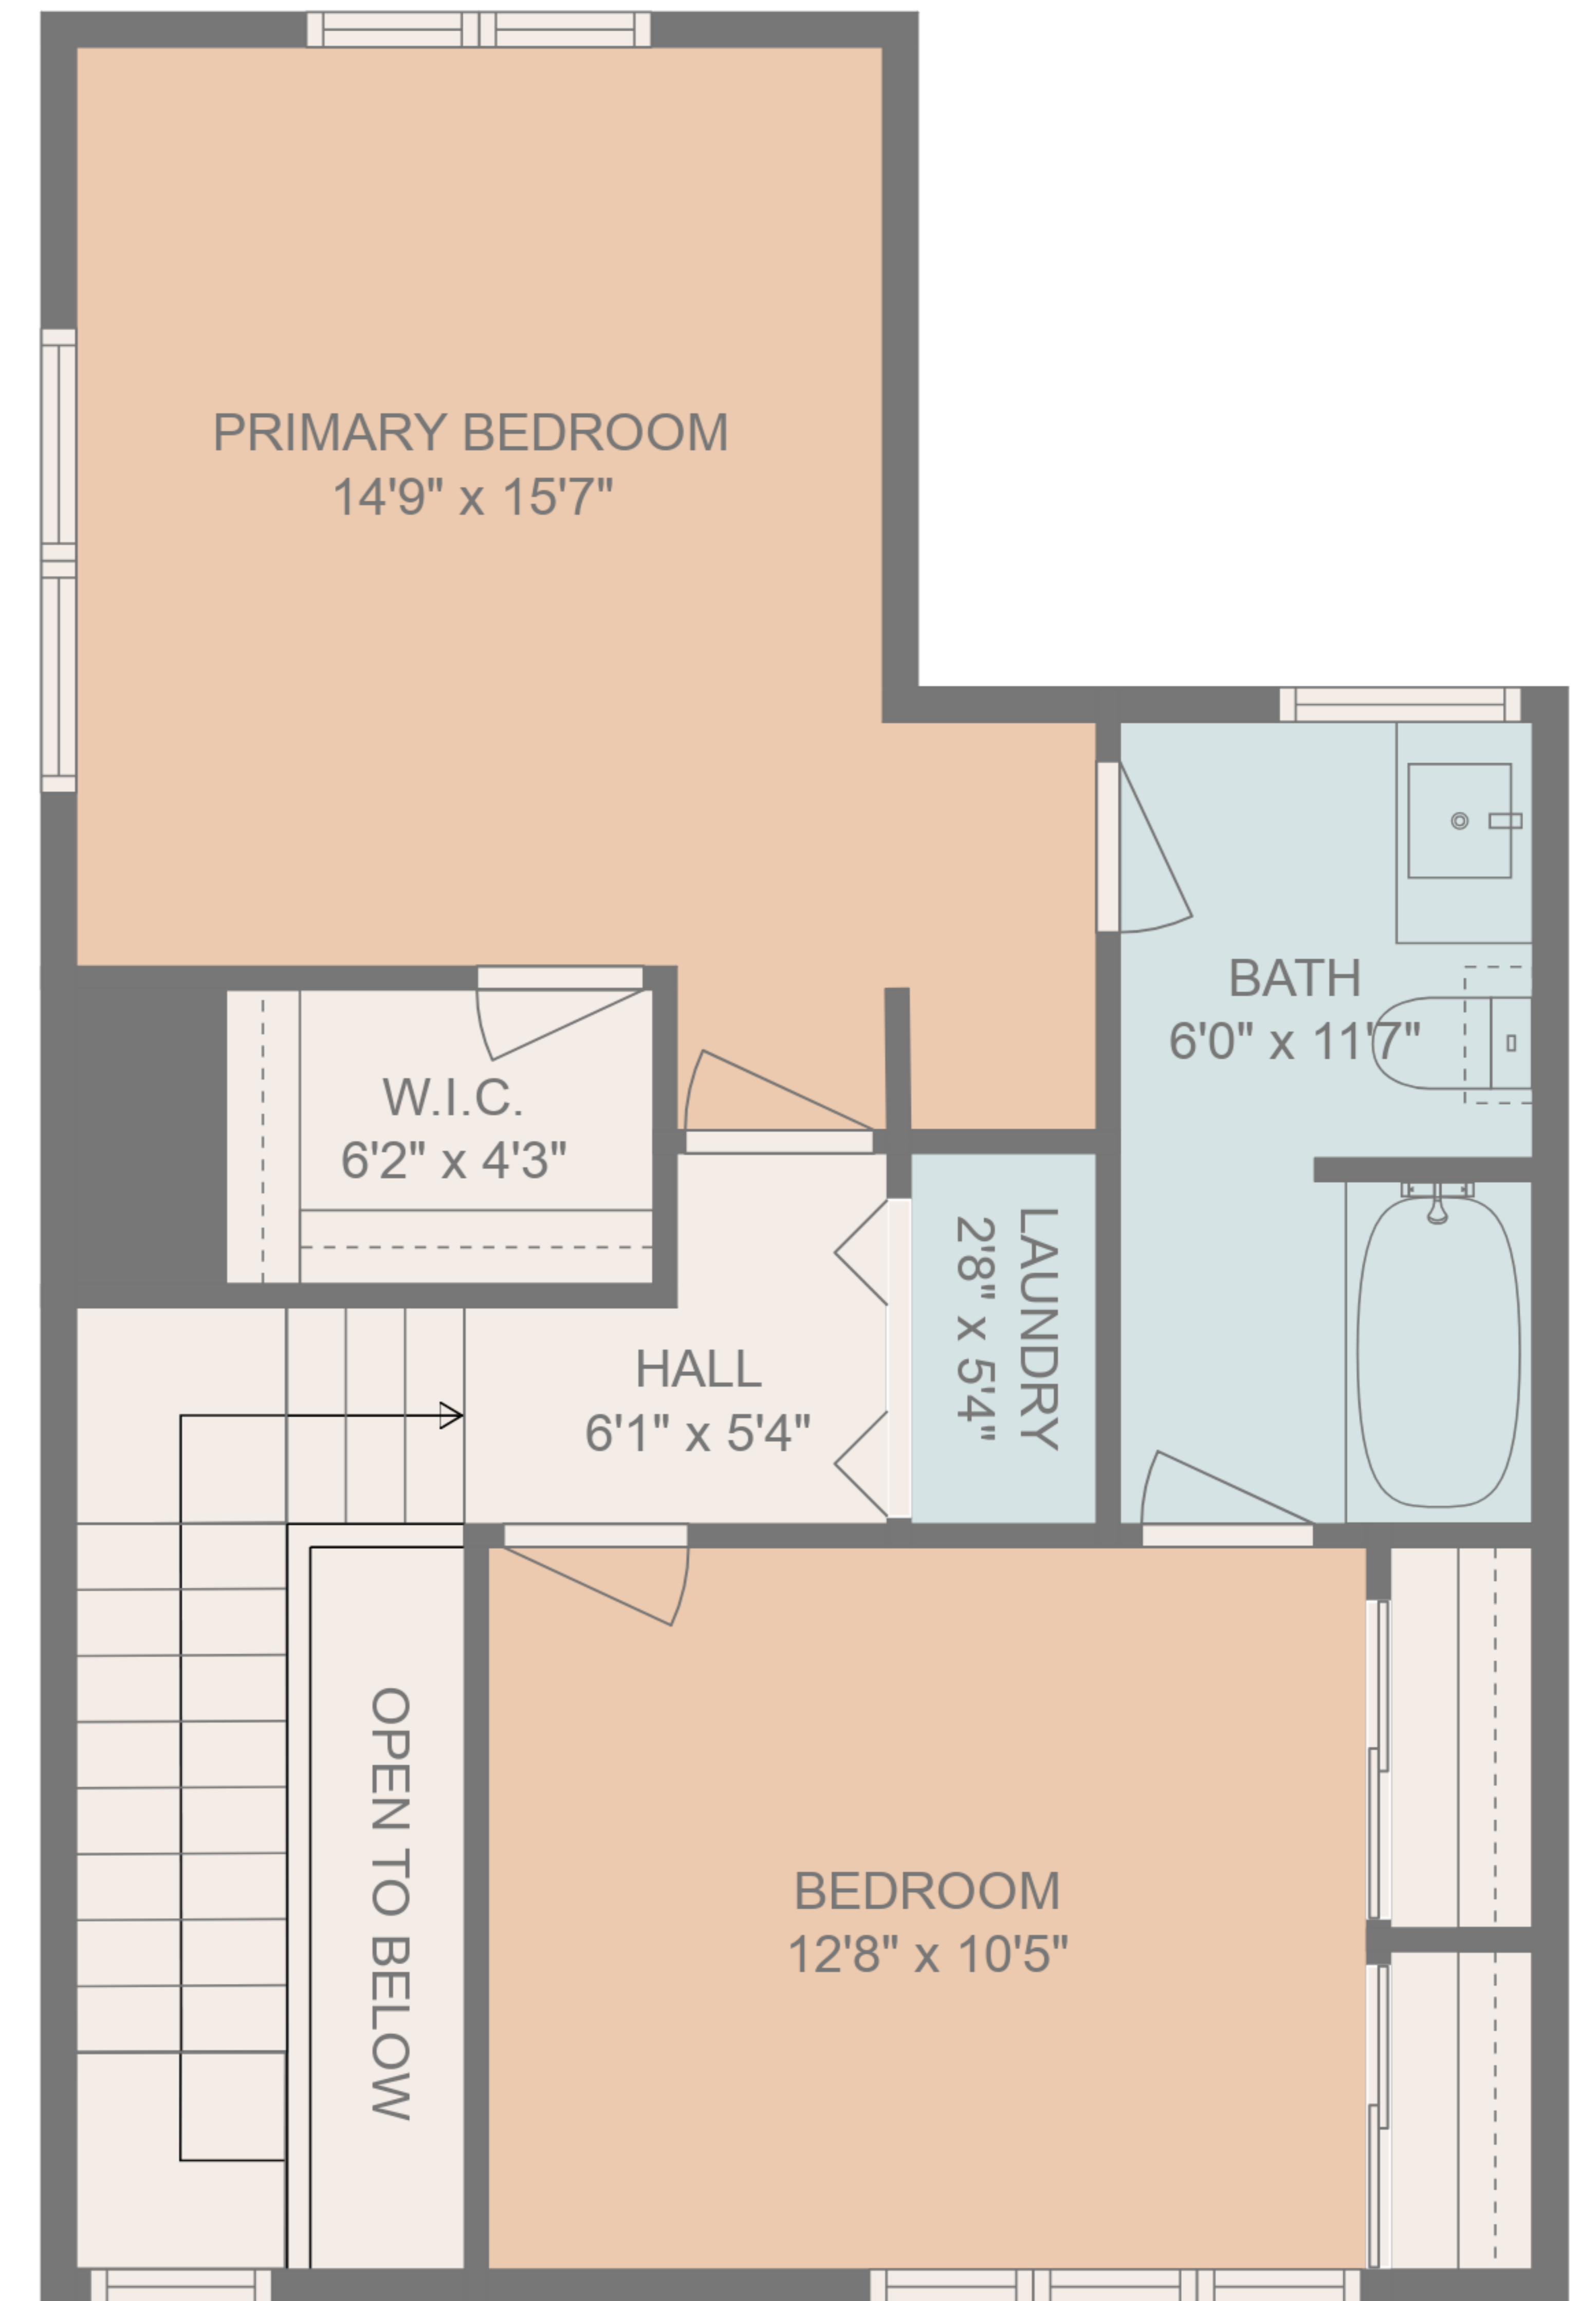 PRIMARY BEDROOM
14'9" x 15'7"
BATH
6'0" x 11'7"
W.I.C.
6'2" x 4'3"
LAUNDRY
2'8" x 5'4"
HALL
6'1" x 5'4"
OPEN TO BELOW
BEDROOM
12'8" x 10'5"